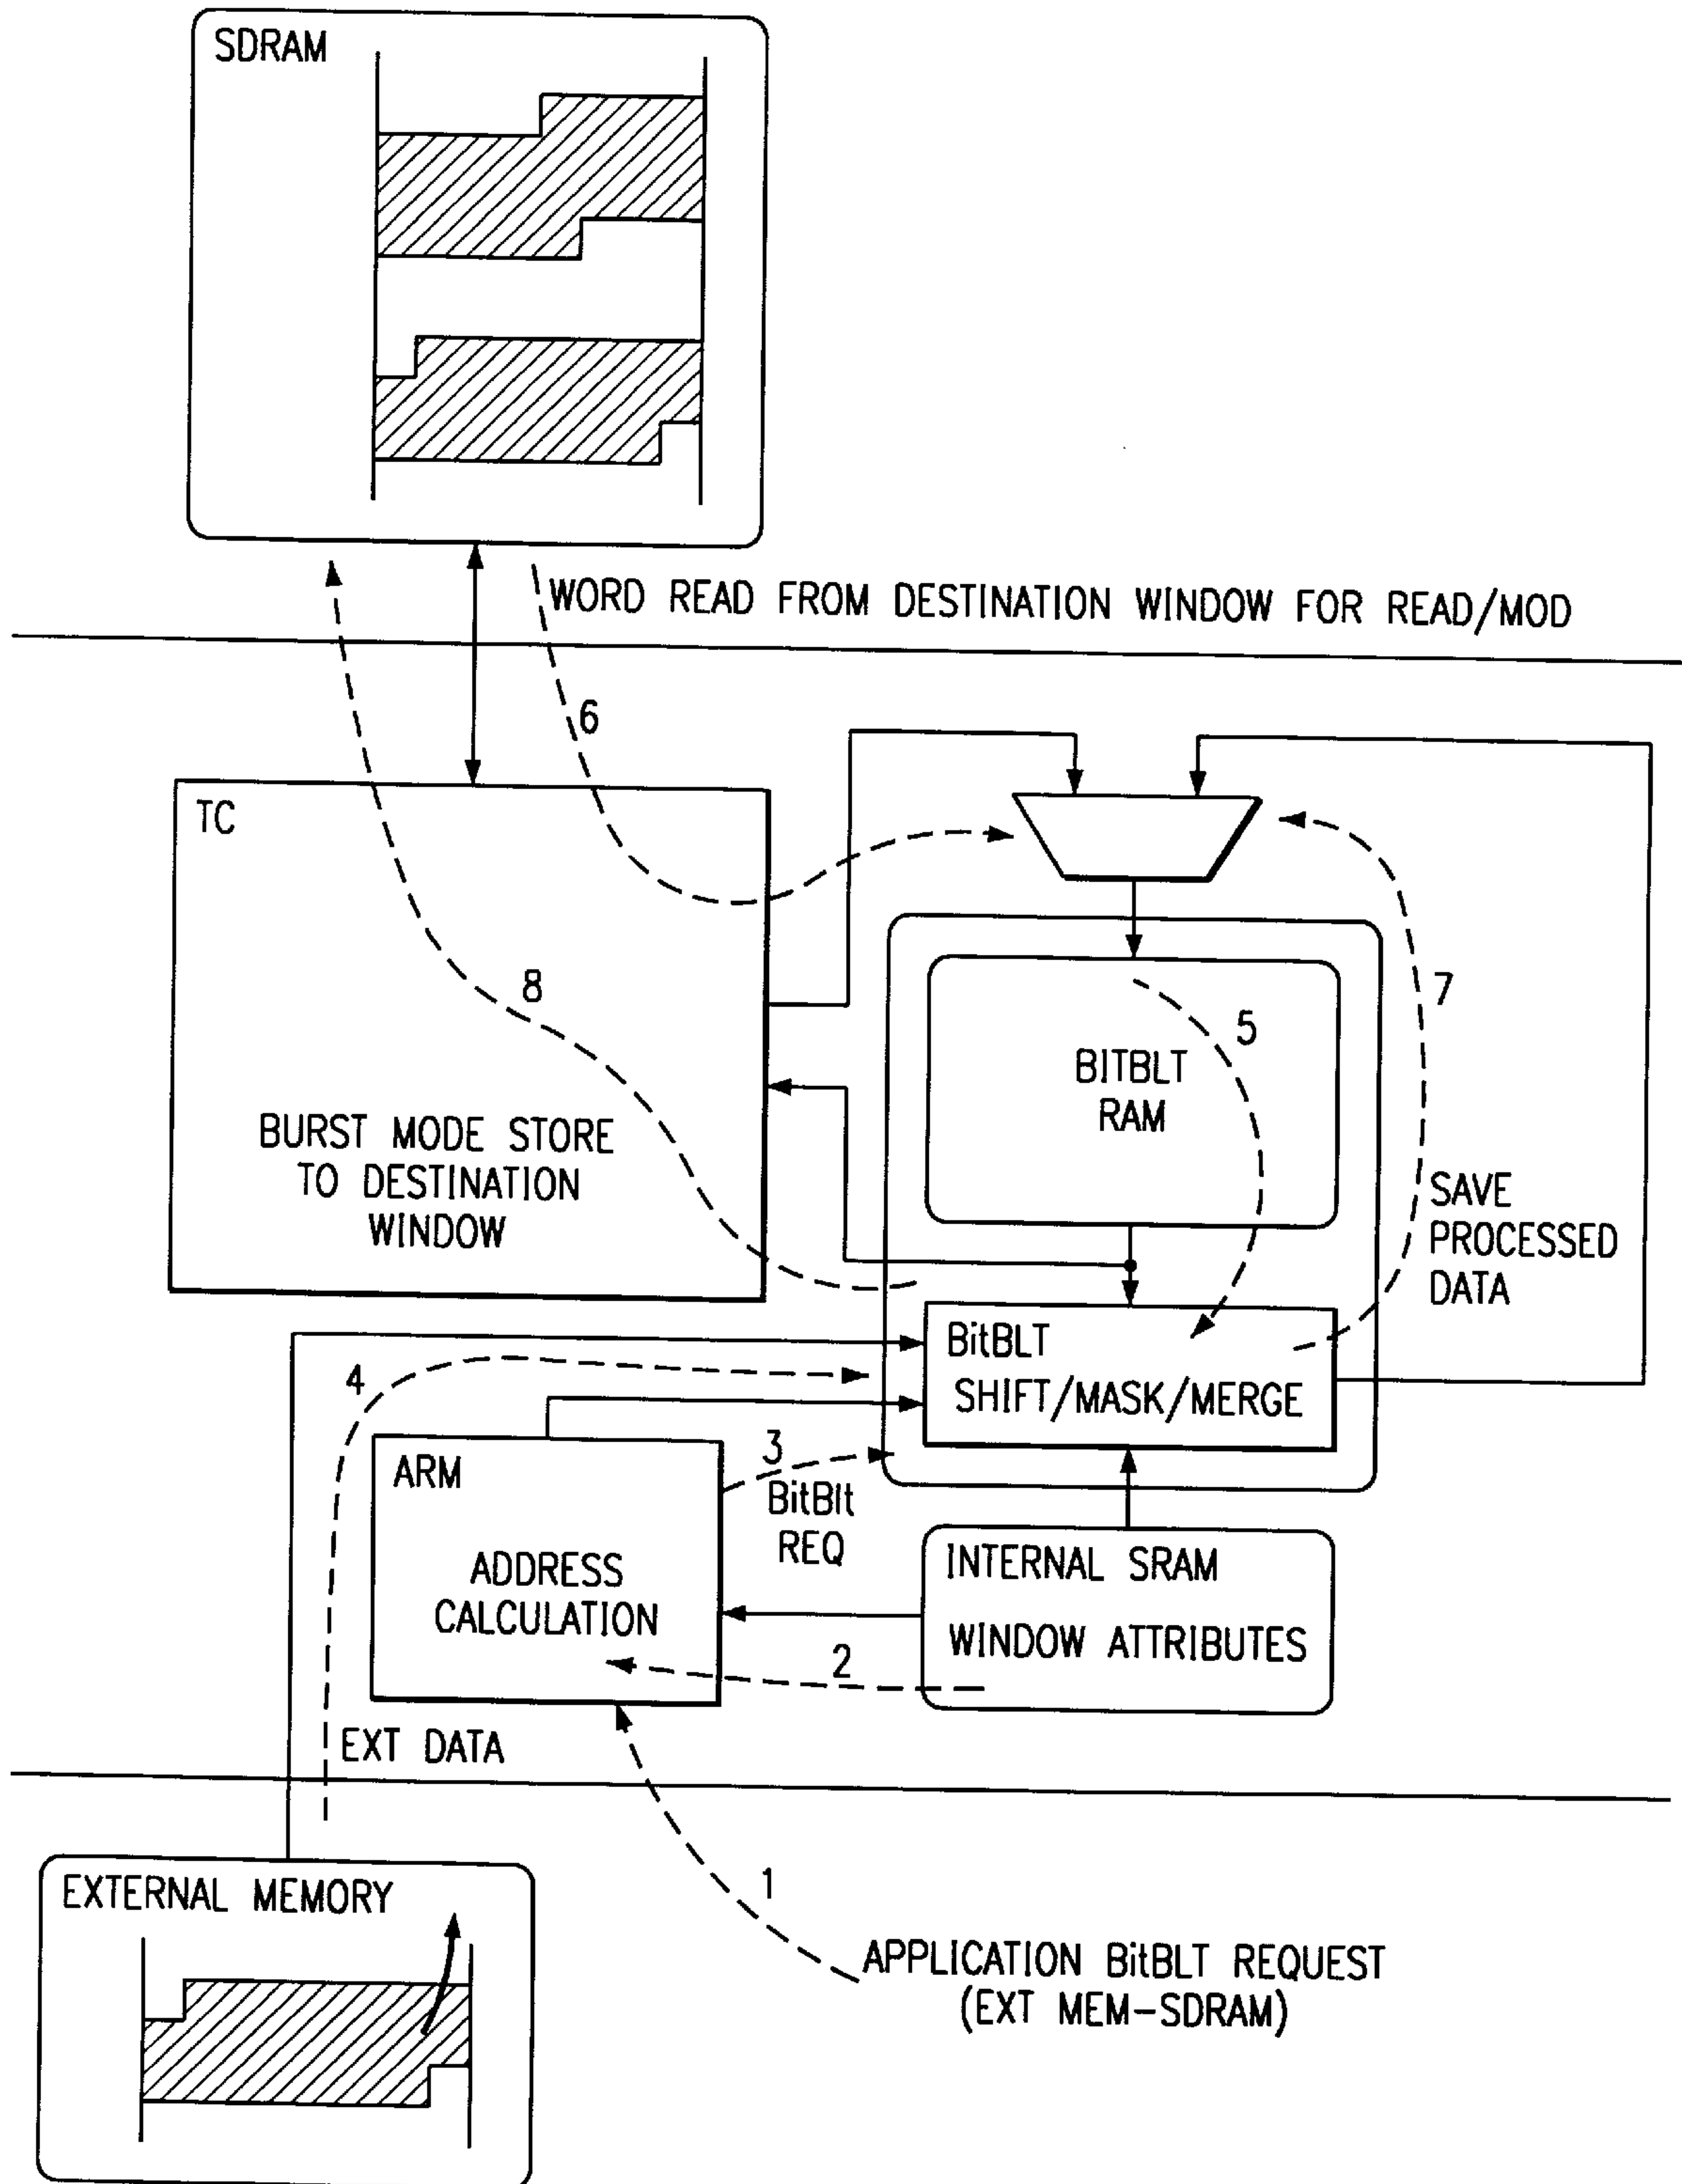 SDRAM
WORD READ FROM DESTINATION WINDOW FOR READ/MOD
6
TC
8
7
5
BITBLT
RAM
BURST MODE STORE
TO DESTINATION
WINDOW
SAVE
PROCESSED
DATA
BitBLT
SHIFT/MASK/MERGE
4
3
BitBlt
REQ
ARM
ADDRESS
CALCULATION
INTERNAL SRAM
WINDOW ATTRIBUTES
2
EXT DATA
1
EXTERNAL MEMORY
APPLICATION BitBLT REQUEST
(EXT MEM-SDRAM)